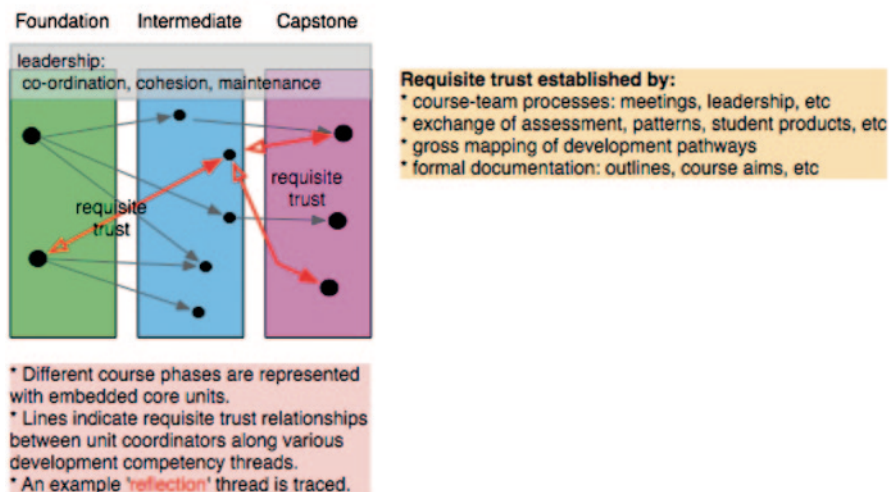 Foundation Intermediate Capstone
leadership:
co-ordination, cohesion, maintenance
requisite
trust
requisite
trust
Requisite trust established by:
* course-team processes: meetings, leadership, etc
* exchange of assessment, patterns, student products, etc
* gross mapping of development pathways
* formal documentation: outlines, course aims, etc
* Different course phases are represented
with embedded core units.
* Lines indicate requisite trust relationships
between unit coordinators along various
development competency threads.
* An example 'reflection' thread is traced.